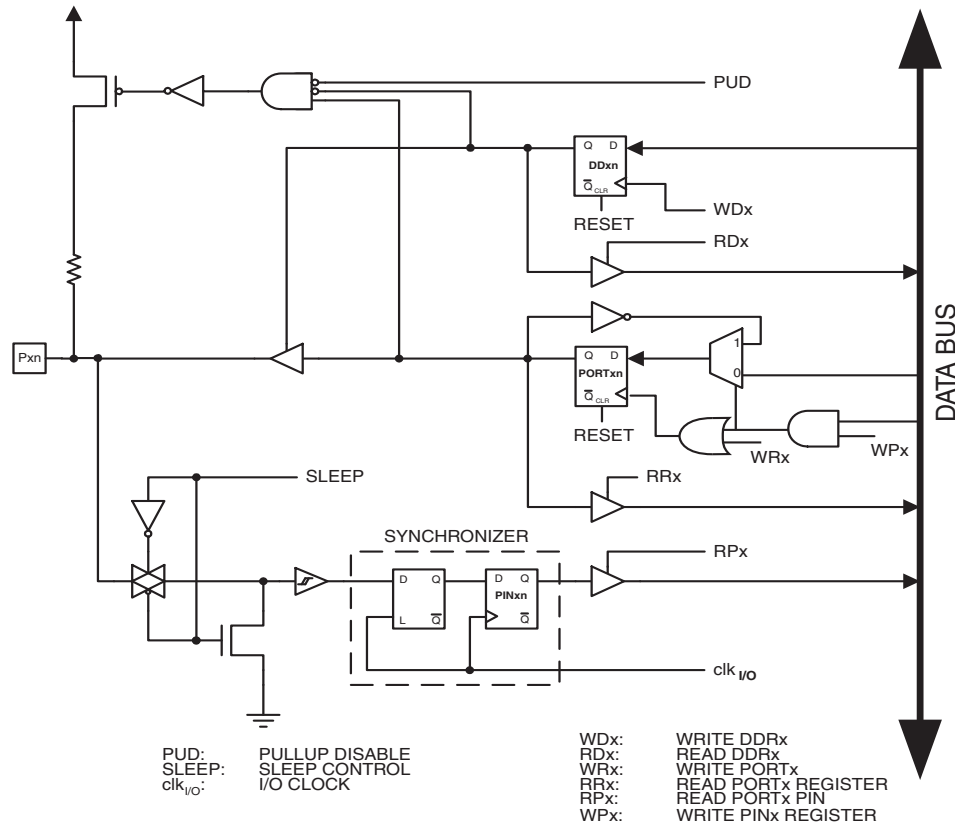 PUD
Q D
DDxn
Q CLR
WDx
RESET
RDx
Pxn
1
0
Q D
PORTxn
Q CLR
RESET
WRx
WPx
DATA BUS
SLEEP
RRx
SYNCHRONIZER
RPx
D Q
L Q
D Q
PINxn
Q
clk I/O
PUD: PULLUP DISABLE
SLEEP: SLEEP CONTROL
clkI/O: I/O CLOCK
WDx: WRITE DDRx
RDx: READ DDRx
WRx: WRITE PORTx
RRx: READ PORTx REGISTER
RPx: READ PORTx PIN
WPx: WRITE PINx REGISTER